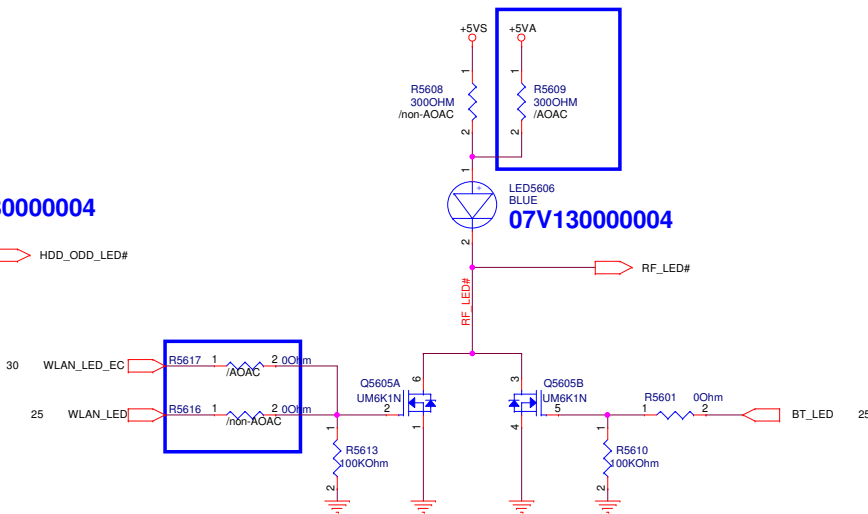 +5VS +5VA
1 1
R5608 R5609
300OHM 300OHM
/non-AOAC /AOAC
2 2
1
+
LED5606
BLUE
07V130000004
0000004
2
HDD_ODD_LED#
RF_LED#
RF_LED#
30 WLAN_LED_EC R5617 1 2 0Ohm
/AOAC
25 WLAN_LED R5616 1 2 0Ohm
/non-AOAC
Q5605A
UM6K1N
6
2
1
Q5605B
UM6K1N
3
5
4
R5601 0Ohm
1 2
BT_LED 25
1
R5613
100KOhm
2
1
R5610
100KOhm
2